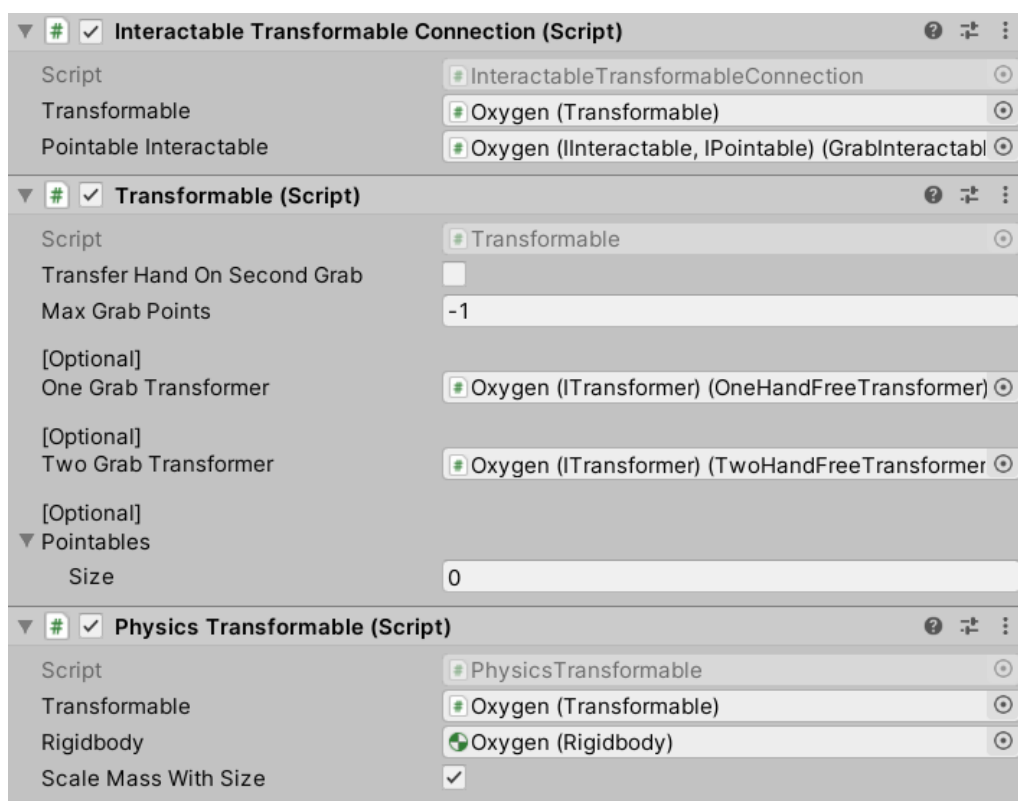 Interactable Transformable Connection (Script)
Script InteractableTransformableConnection
Transformable Oxygen (Transformable)
Pointable Interactable Oxygen (IInteractable, IPointable) (GrabInteractabl
Transformable (Script)
Script Transformable
Transfer Hand On Second Grab
Max Grab Points -1
[Optional]
One Grab Transformer Oxygen (ITransformer) (OneHandFreeTransformer)
[Optional]
Two Grab Transformer Oxygen (ITransformer) (TwoHandFreeTransformer
[Optional]
Pointables
Size 0
Physics Transformable (Script)
Script PhysicsTransformable
Transformable Oxygen (Transformable)
Rigidbody Oxygen (Rigidbody)
Scale Mass With Size